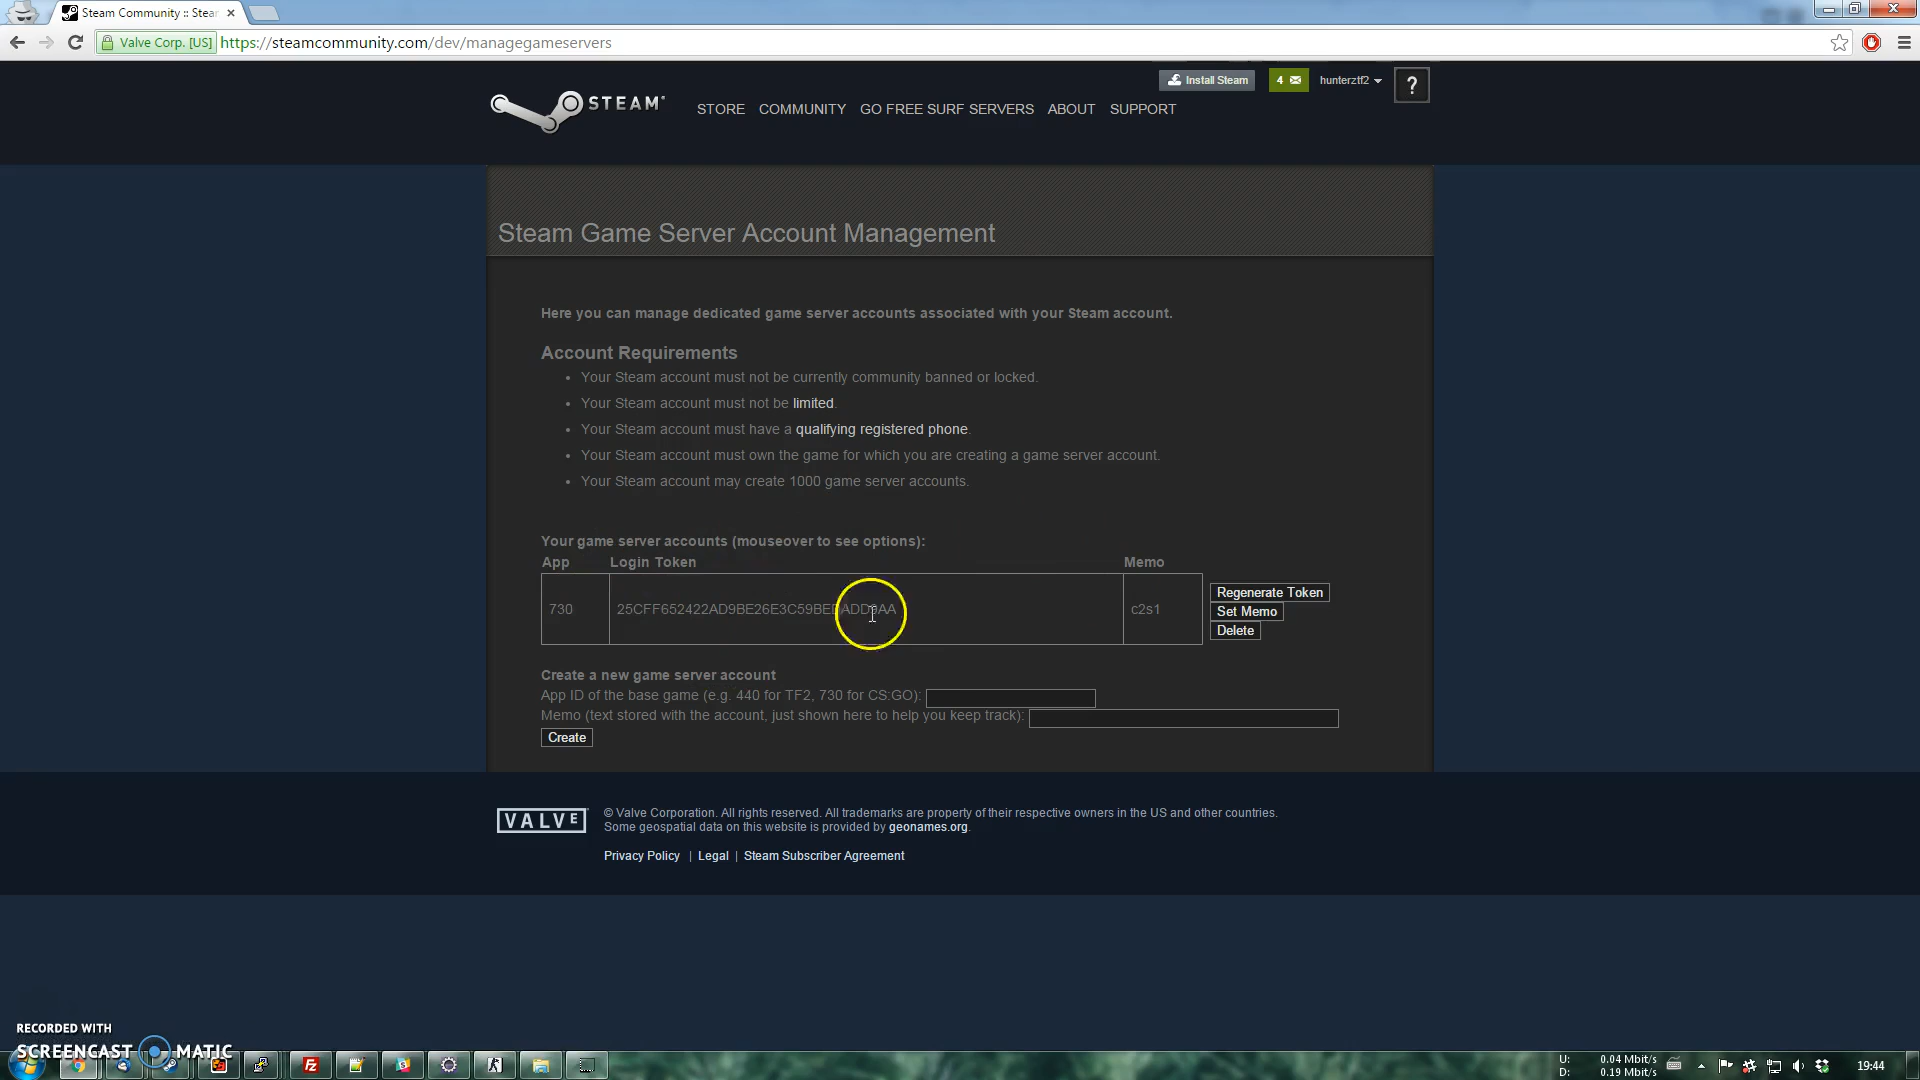 Steam Community :: Stear
Valve Corp. [US] https://steamcommunity.com/dev/managegameservers
Install Steam 4 hunterztf2 ?
STEAM® STORE COMMUNITY GO FREE SURF SERVERS ABOUT SUPPORT
Steam Game Server Account Management
Here you can manage dedicated game server accounts associated with your Steam account.
Account Requirements
• Your Steam account must not be currently community banned or locked.
• Your Steam account must not be limited.
• Your Steam account must have a qualifying registered phone.
• Your Steam account must own the game for which you are creating a game server account.
• Your Steam account may create 1000 game server accounts.
Your game server accounts (mouseover to see options):
App Login Token Memo
730 c2s1
Regenerate Token
Set Memo
Delete
Create a new game server account
App ID of the base game (e.g. 440 for TF2, 730 for CS:GO):
Memo (text stored with the account, just shown here to help you keep track):
Create
VALVE
© Valve Corporation. All rights reserved. All trademarks are property of their respective owners in the US and other countries.
Some geospatial data on this website is provided by geonames.org.
Privacy Policy | Legal | Steam Subscriber Agreement
RECORDED WITH
SCREENCAST MATIC
U: 0.04 Mbit/s
D: 0.19 Mbit/s
19:44